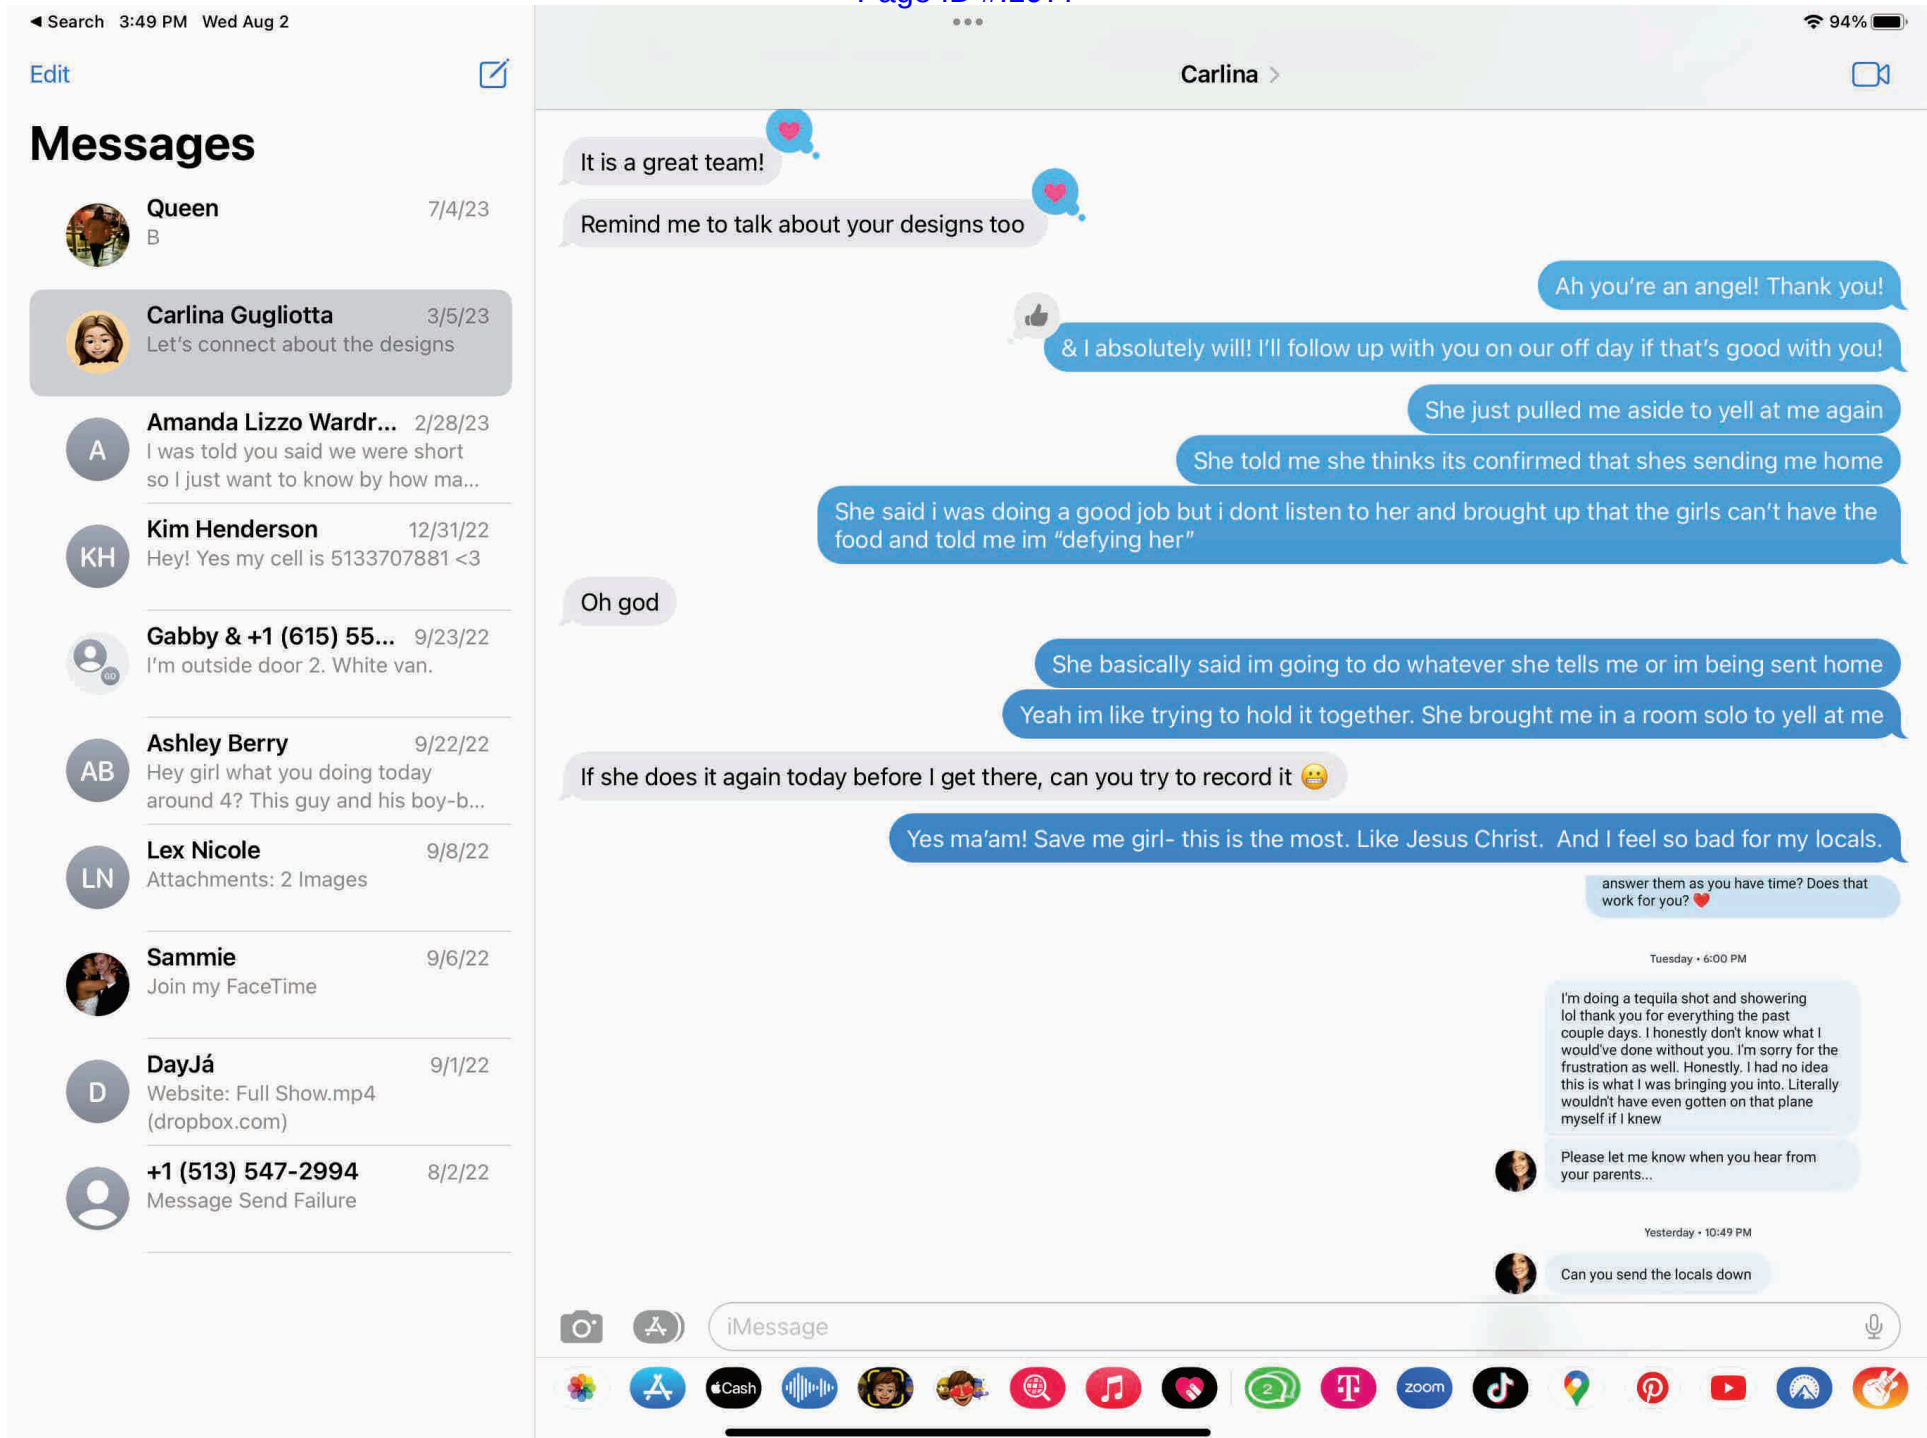 ◀ Search 3:49 PM Wed Aug 2
94%
Edit
Messages
Queen 7/4/23
B
Carlina Gugliotta 3/5/23
Let's connect about the designs
Amanda Lizzo Wardr... 2/28/23
I was told you said we were short
so I just want to know by how ma...
KH
Kim Henderson 12/31/22
Hey! Yes my cell is 5133707881 <3
Gabby & +1 (615) 55... 9/23/22
I'm outside door 2. White van.
AB
Ashley Berry 9/22/22
Hey girl what you doing today
around 4? This guy and his boy-b...
LN
Lex Nicole 9/8/22
Attachments: 2 Images
Sammie 9/6/22
Join my FaceTime
D
DayJá 9/1/22
Website: Full Show.mp4
(dropbox.com)
+1 (513) 547-2994 8/2/22
Message Send Failure
A
Carlina >
It is a great team!
Remind me to talk about your designs too
Ah you're an angel! Thank you!
& I absolutely will! I'll follow up with you on our off day if that's good with you!
She just pulled me aside to yell at me again
She told me she thinks its confirmed that shes sending me home
She said i was doing a good job but i dont listen to her and brought up that the girls can't have the
food and told me im "defying her"
Oh god
She basically said im going to do whatever she tells me or im being sent home
Yeah im like trying to hold it together. She brought me in a room solo to yell at me
If she does it again today before I get there, can you try to record it 😬
Yes ma'am! Save me girl- this is the most. Like Jesus Christ. And I feel so bad for my locals.
answer them as you have time? Does that
work for you? ❤️
Tuesday • 6:00 PM
I'm doing a tequila shot and showering
lol thank you for everything the past
couple days. I honestly don't know what I
would've done without you. I'm sorry for the
frustration as well. Honestly. I had no idea
this is what I was bringing you into. Literally
wouldn't have even gotten on that plane
myself if I knew
Please let me know when you hear from
your parents...
Yesterday • 10:49 PM
Can you send the locals down
iMessage
Cash
2
T
zoom